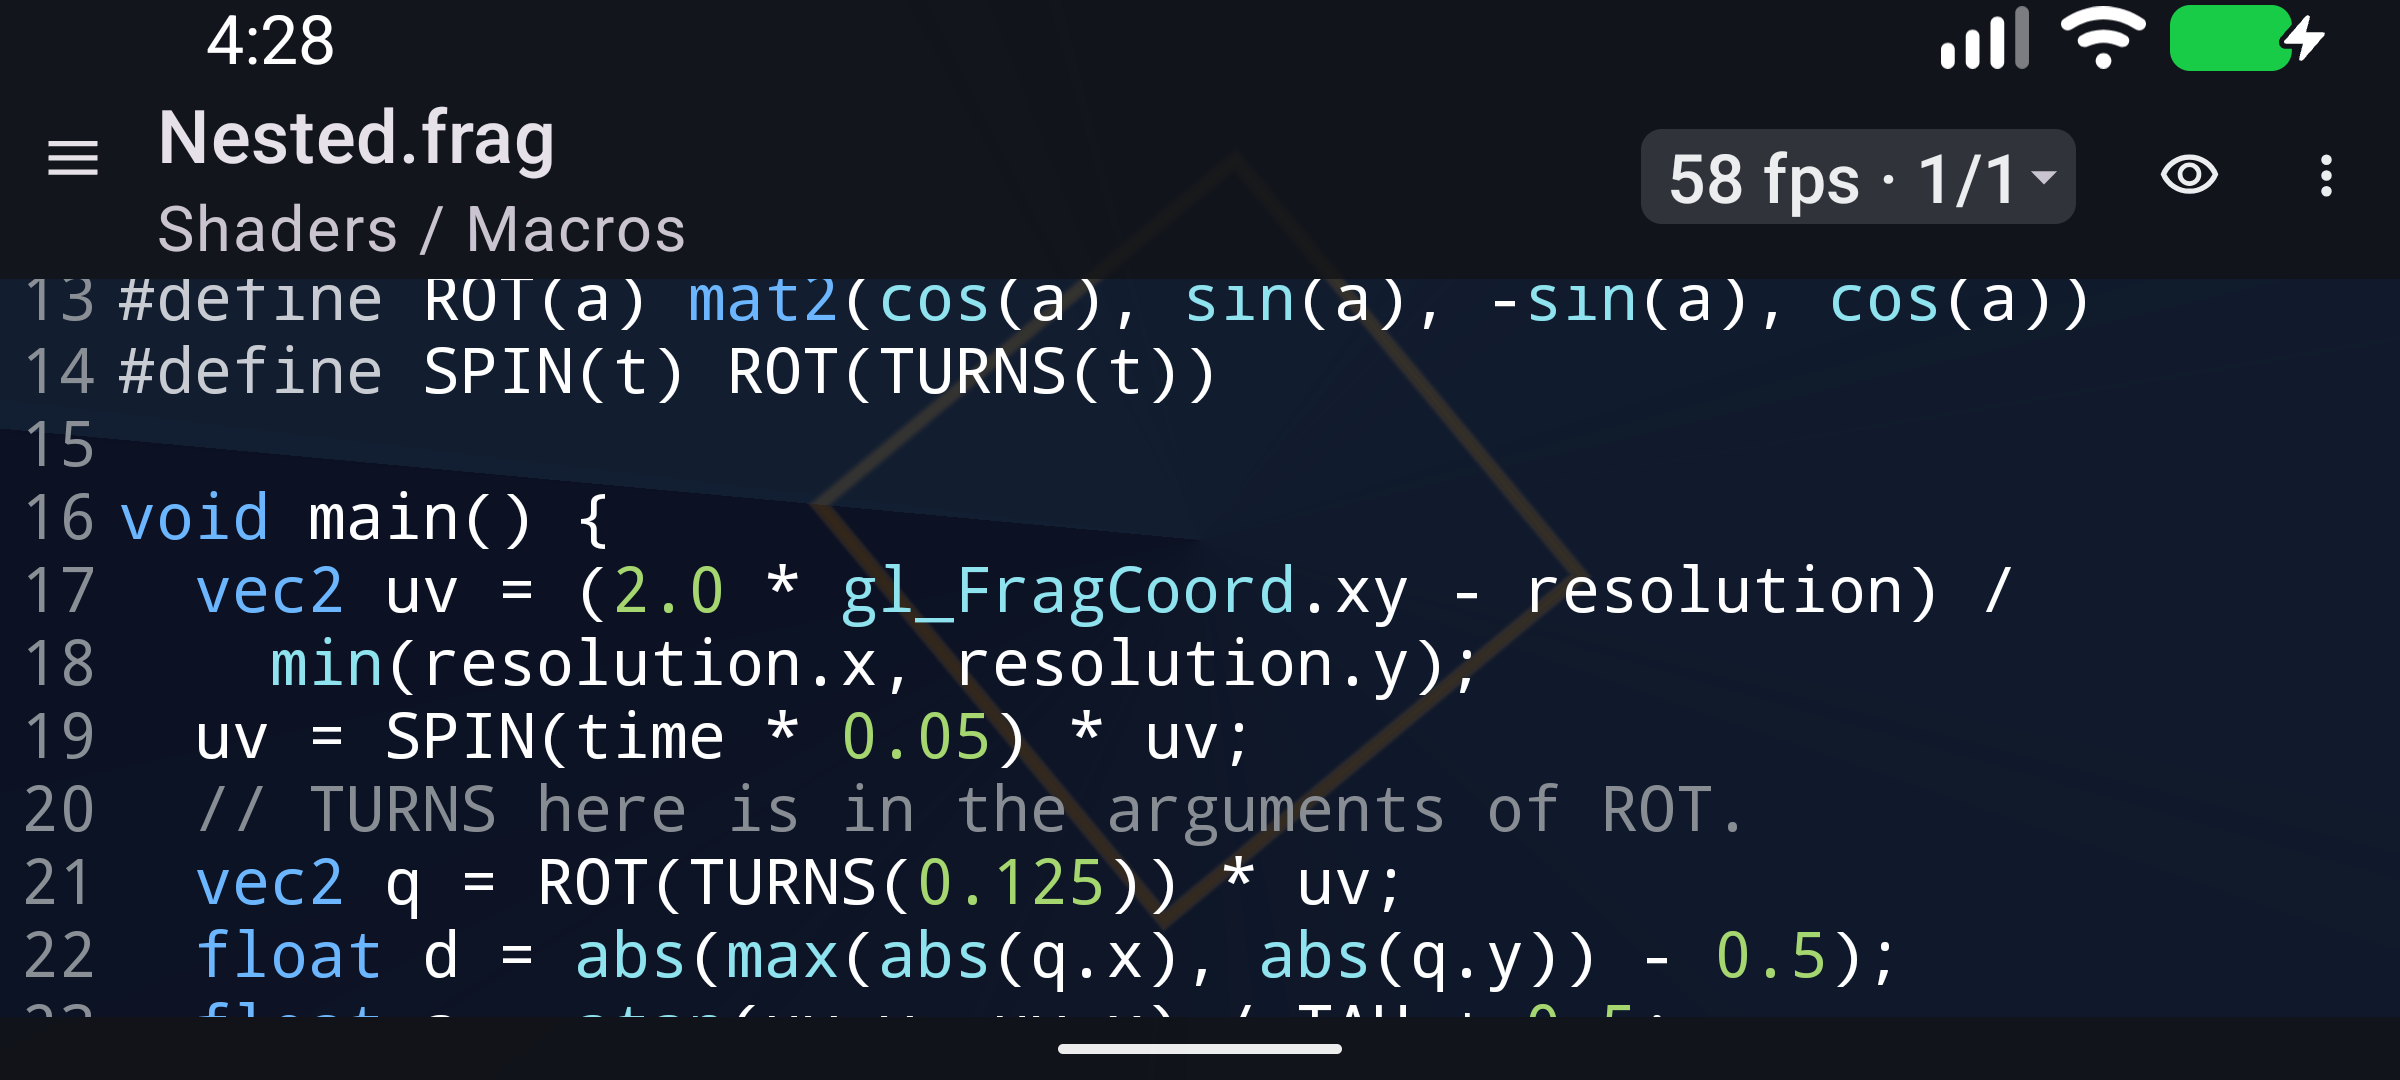 4:28
Nested.frag
58 fps · 1/1
Shaders / Macros
13 #define ROT(a) mat2(cos(a), sin(a), -sin(a), cos(a))
14 #define SPIN(t) ROT(TURNS(t))
15
16 void main() {
17   vec2 uv = (2.0 * gl_FragCoord.xy - resolution) /
18     min(resolution.x, resolution.y);
19   uv = SPIN(time * 0.05) * uv;
20   // TURNS here is in the arguments of ROT.
21   vec2 q = ROT(TURNS(0.125)) * uv;
22   float d = abs(max(abs(q.x), abs(q.y)) - 0.5);